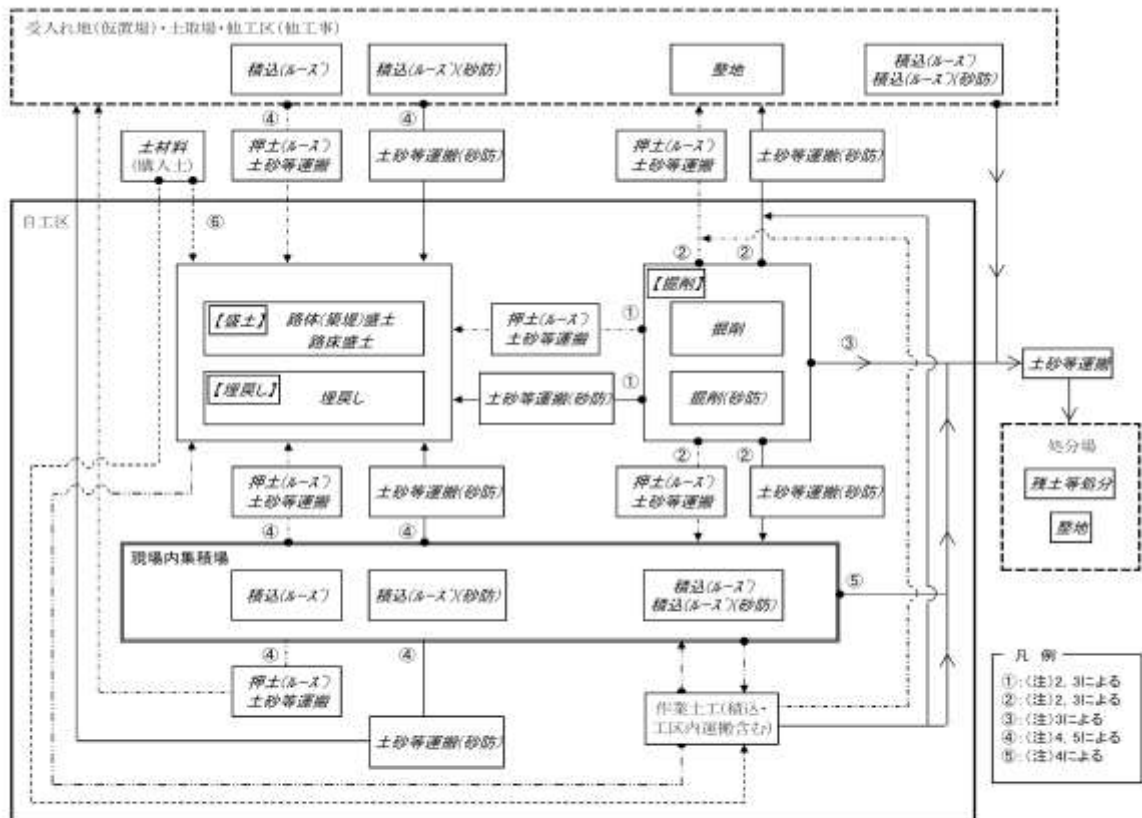 受入れ地(仮置場)・土取場・他工区(他工事)
積込(ルーズ)
積込(ルーズ)(砂防)
整地
積込(ルーズ)
積込(ルーズ)(砂防)
④
④
土材料
(購入土)
押土(ルーズ)
土砂等運搬
土砂等運搬(砂防)
押土(ルーズ)
土砂等運搬
土砂等運搬(砂防)
自工区
⑥
②
②
【掘削】
【盛土】
路体(築堤)盛土
路床盛土
押土(ルーズ)
土砂等運搬
①
掘削
③
土砂等運搬
【埋戻し】
埋戻し
土砂等運搬(砂防)
①
掘削(砂防)
②
②
処分場
残土等処分
整地
押土(ルーズ)
土砂等運搬
土砂等運搬(砂防)
押土(ルーズ)
土砂等運搬
土砂等運搬(砂防)
④
④
現場内集積場
積込(ルーズ)
積込(ルーズ)(砂防)
積込(ルーズ)
積込(ルーズ)(砂防)
⑤
④
④
押土(ルーズ)
土砂等運搬
土砂等運搬(砂防)
作業土工(積込・
工区内運搬含む)
凡 例
①:(注)2, 3による
②:(注)2, 3による
③:(注)3による
④:(注)4, 5による
⑤:(注)4による